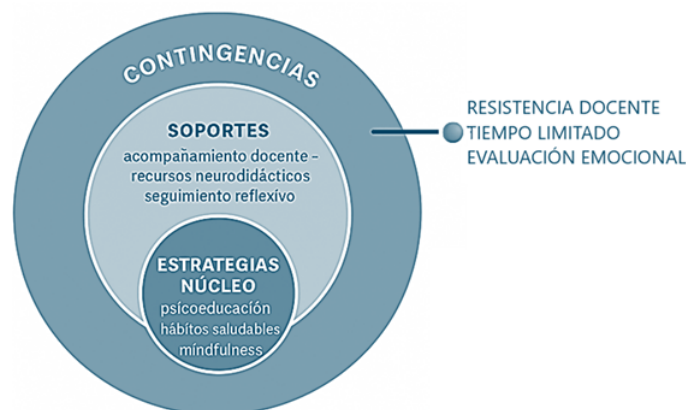 CONTINGENCIAS
SOPORTES
acompañamiento docente –
recursos neurodidácticos
seguimiento reflexivo
ESTRATEGIAS
NÚCLEO
psicoeducación
hábitos saludables
mindfulness
RESISTENCIA DOCENTE
TIEMPO LIMITADO
EVALUACIÓN EMOCIONAL